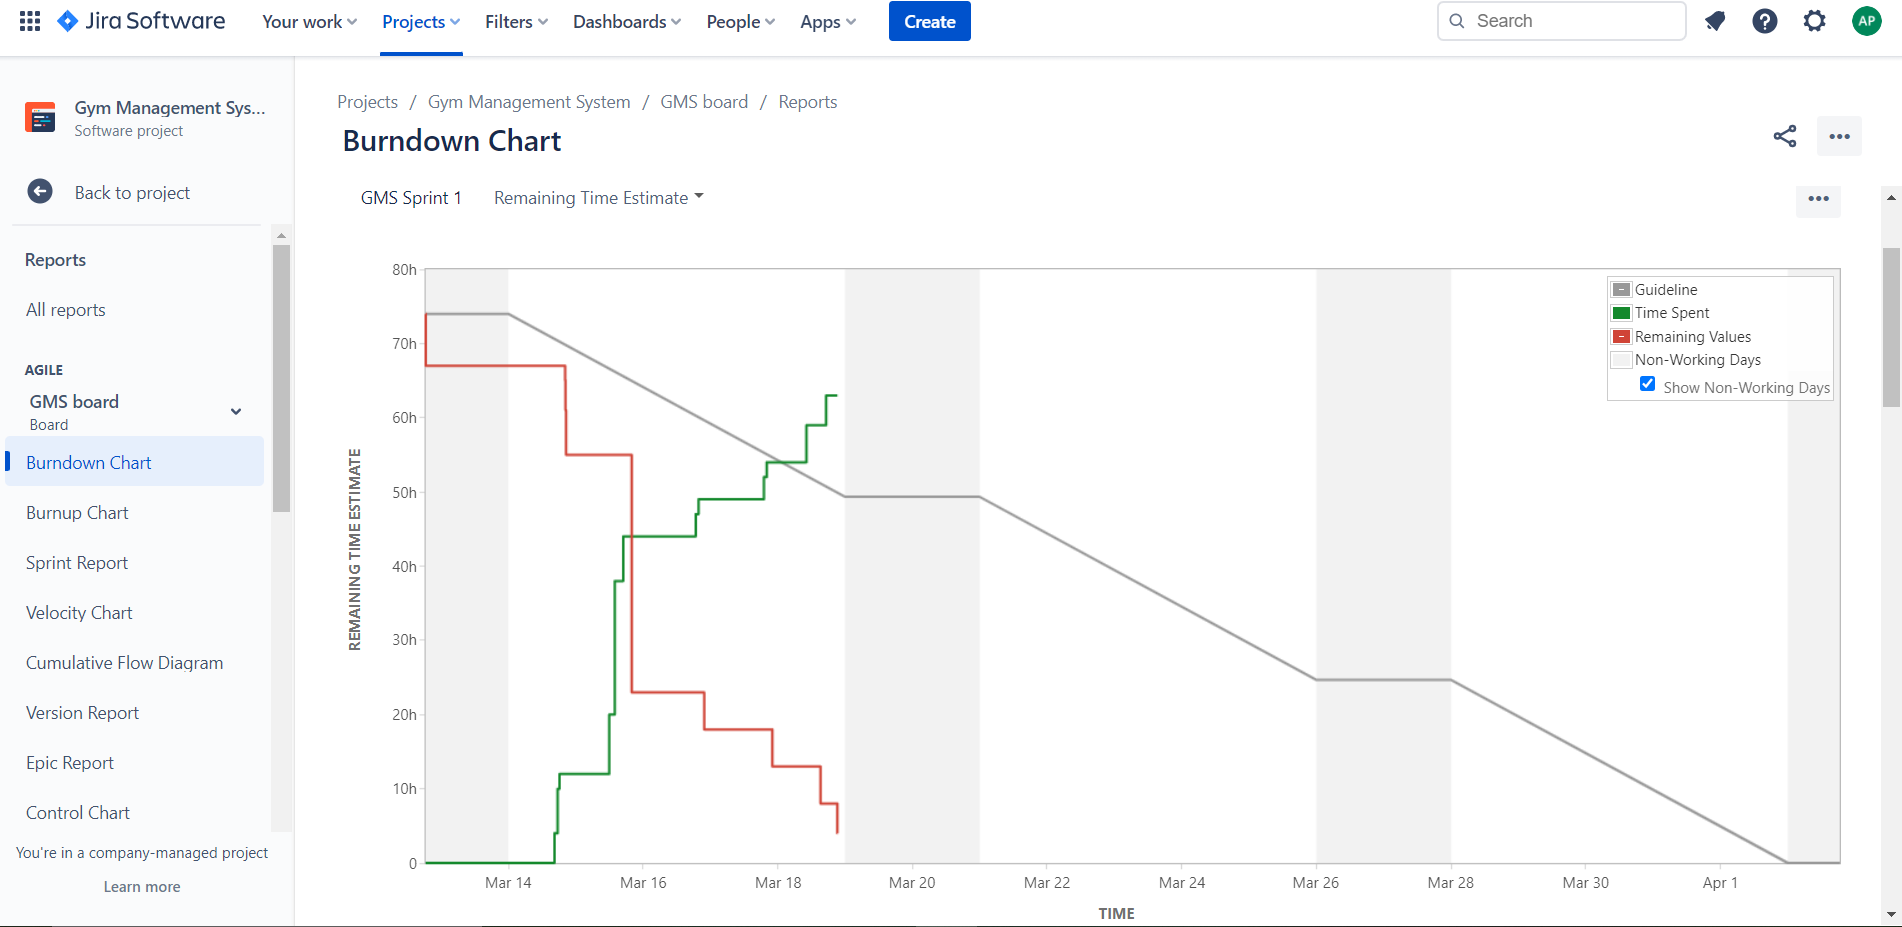 Jira Software Your work Projects Filters Dashboards People Apps Create Search AP
Gym Management Sys...
Software project
Back to project
Reports
All reports
AGILE
GMS board
Board
Burndown Chart
Burnup Chart
Sprint Report
Velocity Chart
Cumulative Flow Diagram
Version Report
Epic Report
Control Chart
You're in a company-managed project
Learn more
Projects / Gym Management System / GMS board / Reports
Burndown Chart
GMS Sprint 1 Remaining Time Estimate
REMAINING TIME ESTIMATE
80h
70h
60h
50h
40h
30h
20h
10h
0
Guideline
Time Spent
Remaining Values
Non-Working Days
Show Non-Working Days
Mar 14 Mar 16 Mar 18 Mar 20 Mar 22 Mar 24 Mar 26 Mar 28 Mar 30 Apr 1
TIME